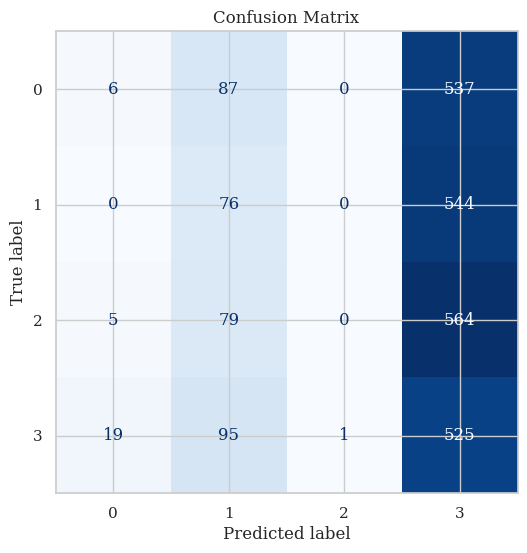 Confusion Matrix
True label
0 6 87 0 537
1 0 76 0 544
2 5 79 0 564
3 19 95 1 525
0 1 2 3
Predicted label